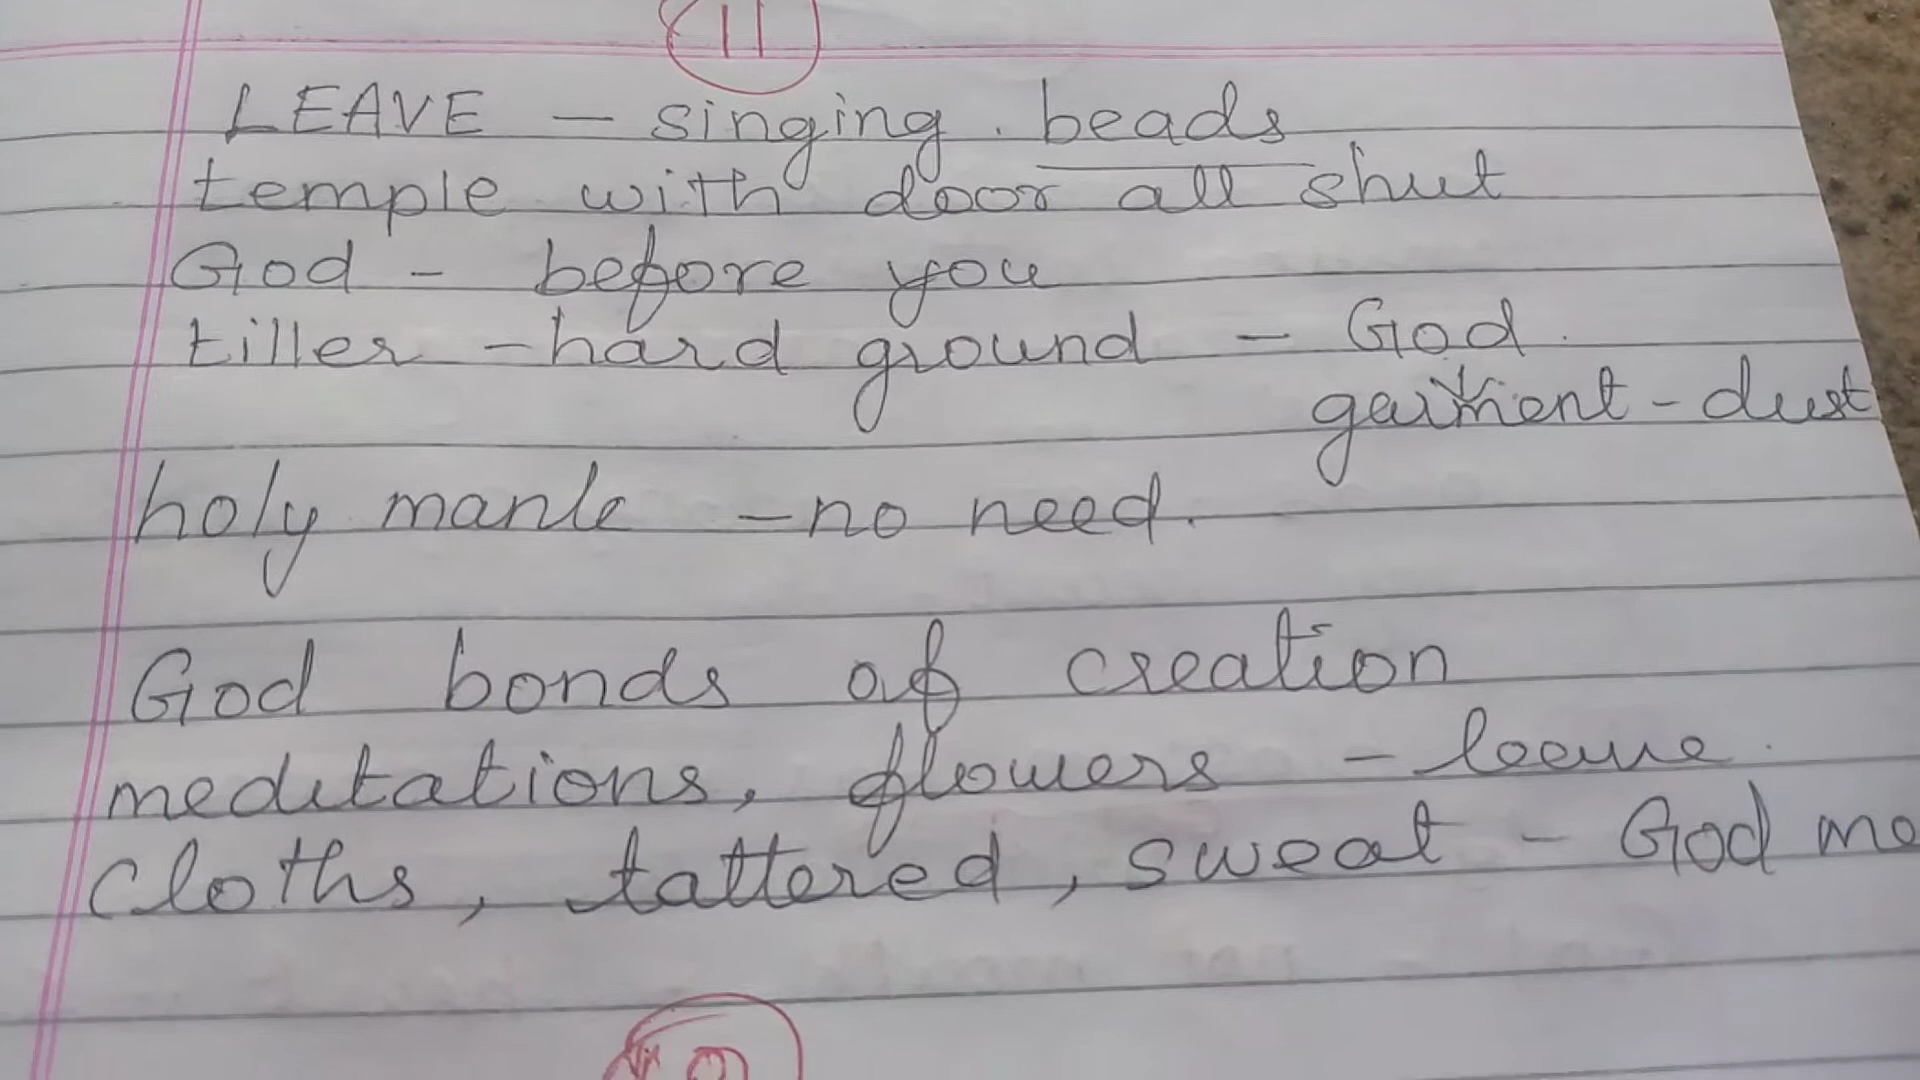 11
LEAVE - singing. beads
temple with door all shut
God - before you
tiller - hard ground - God.
garment - dust
holy manle - no need.
God bonds of creation
meditations, flowers - leave.
cloths, tattered, sweat - God me